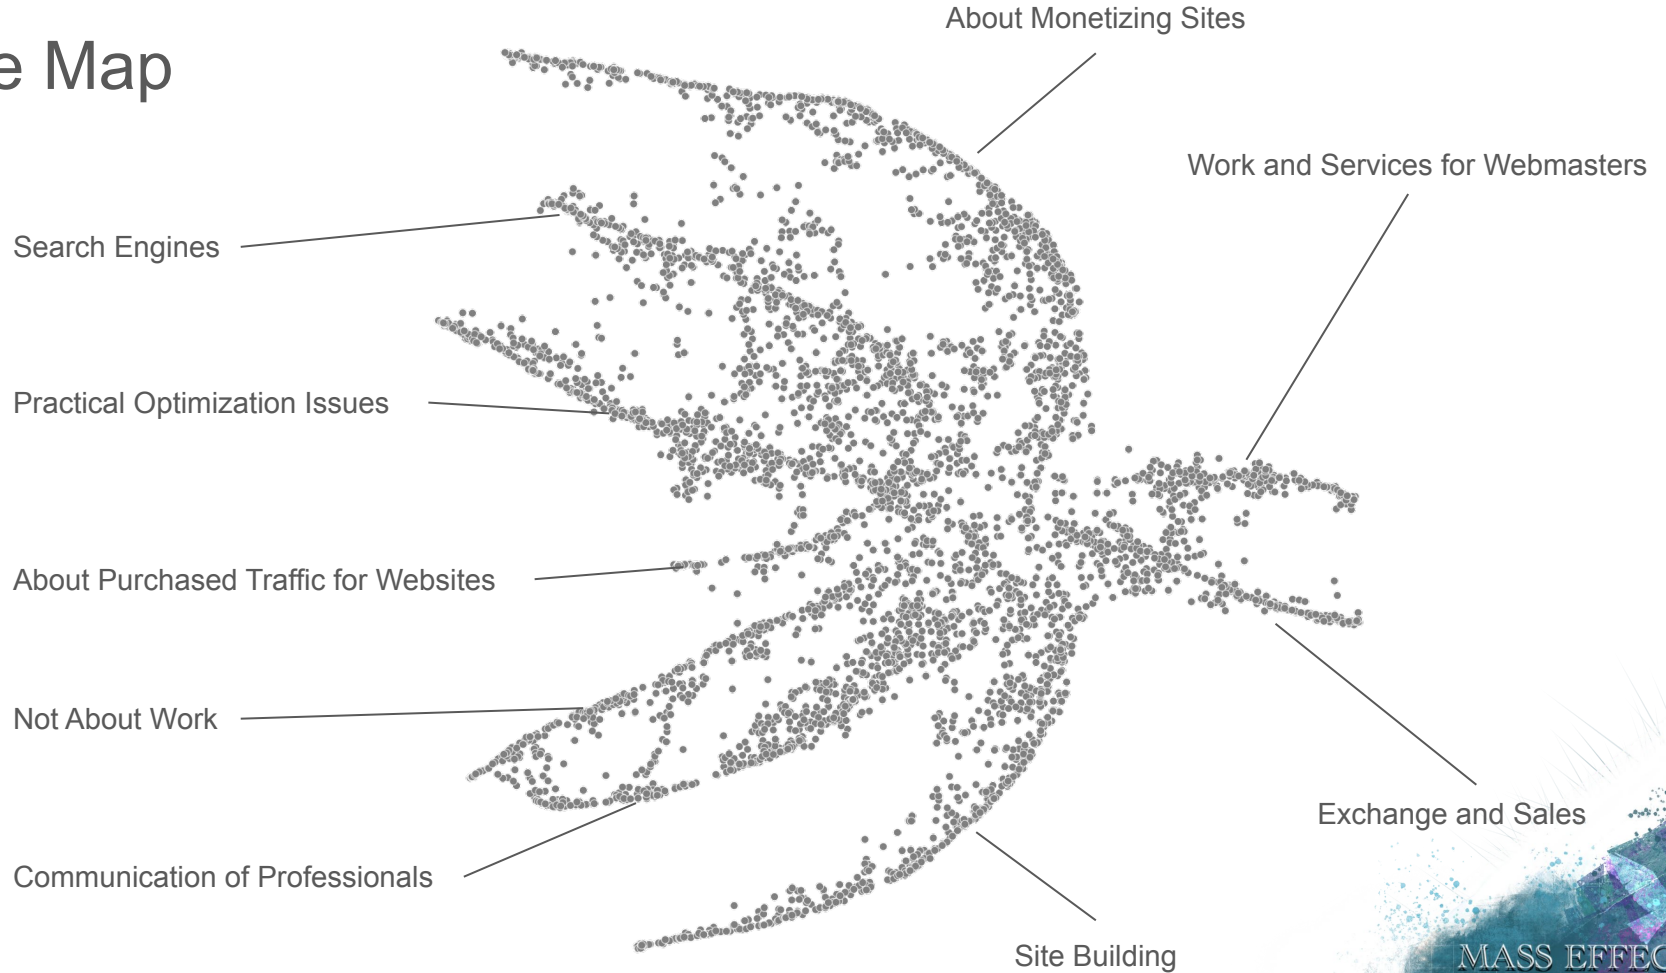 e Map
About Monetizing Sites
Work and Services for Webmasters
Search Engines
Practical Optimization Issues
About Purchased Traffic for Websites
Not About Work
Communication of Professionals
Exchange and Sales
Site Building
MASS EFFEC